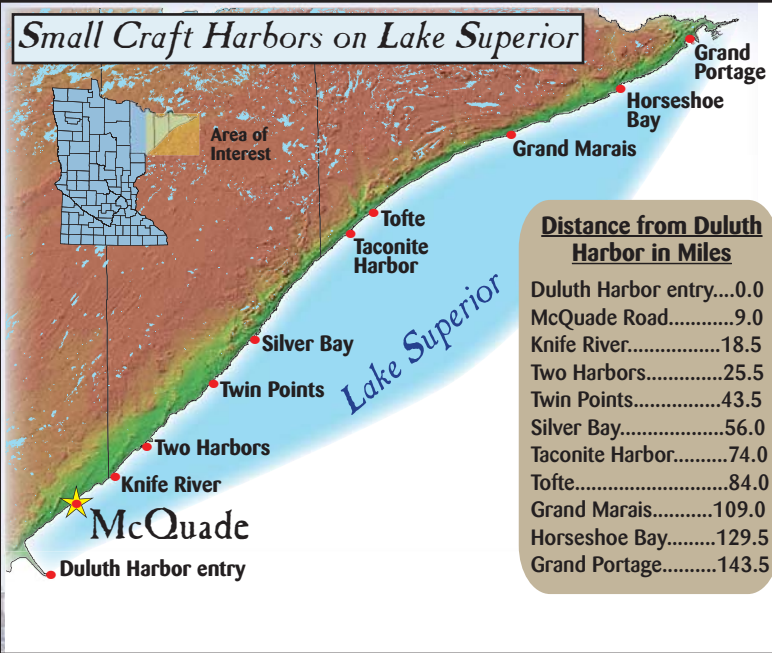 Small Craft Harbors on Lake Superior
Grand
Portage
Horseshoe
Bay
Area of
Interest
Grand Marais
Tofte
Taconite
Harbor
Silver Bay
Lake Superior
Twin Points
Two Harbors
Knife River
McQuade
Duluth Harbor entry
Distance from Duluth
Harbor in Miles
Duluth Harbor entry....0.0
McQuade Road...........9.0
Knife River................18.5
Two Harbors.............25.5
Twin Points...............43.5
Silver Bay..................56.0
Taconite Harbor.........74.0
Tofte..........................84.0
Grand Marais..........109.0
Horseshoe Bay........129.5
Grand Portage..........143.5